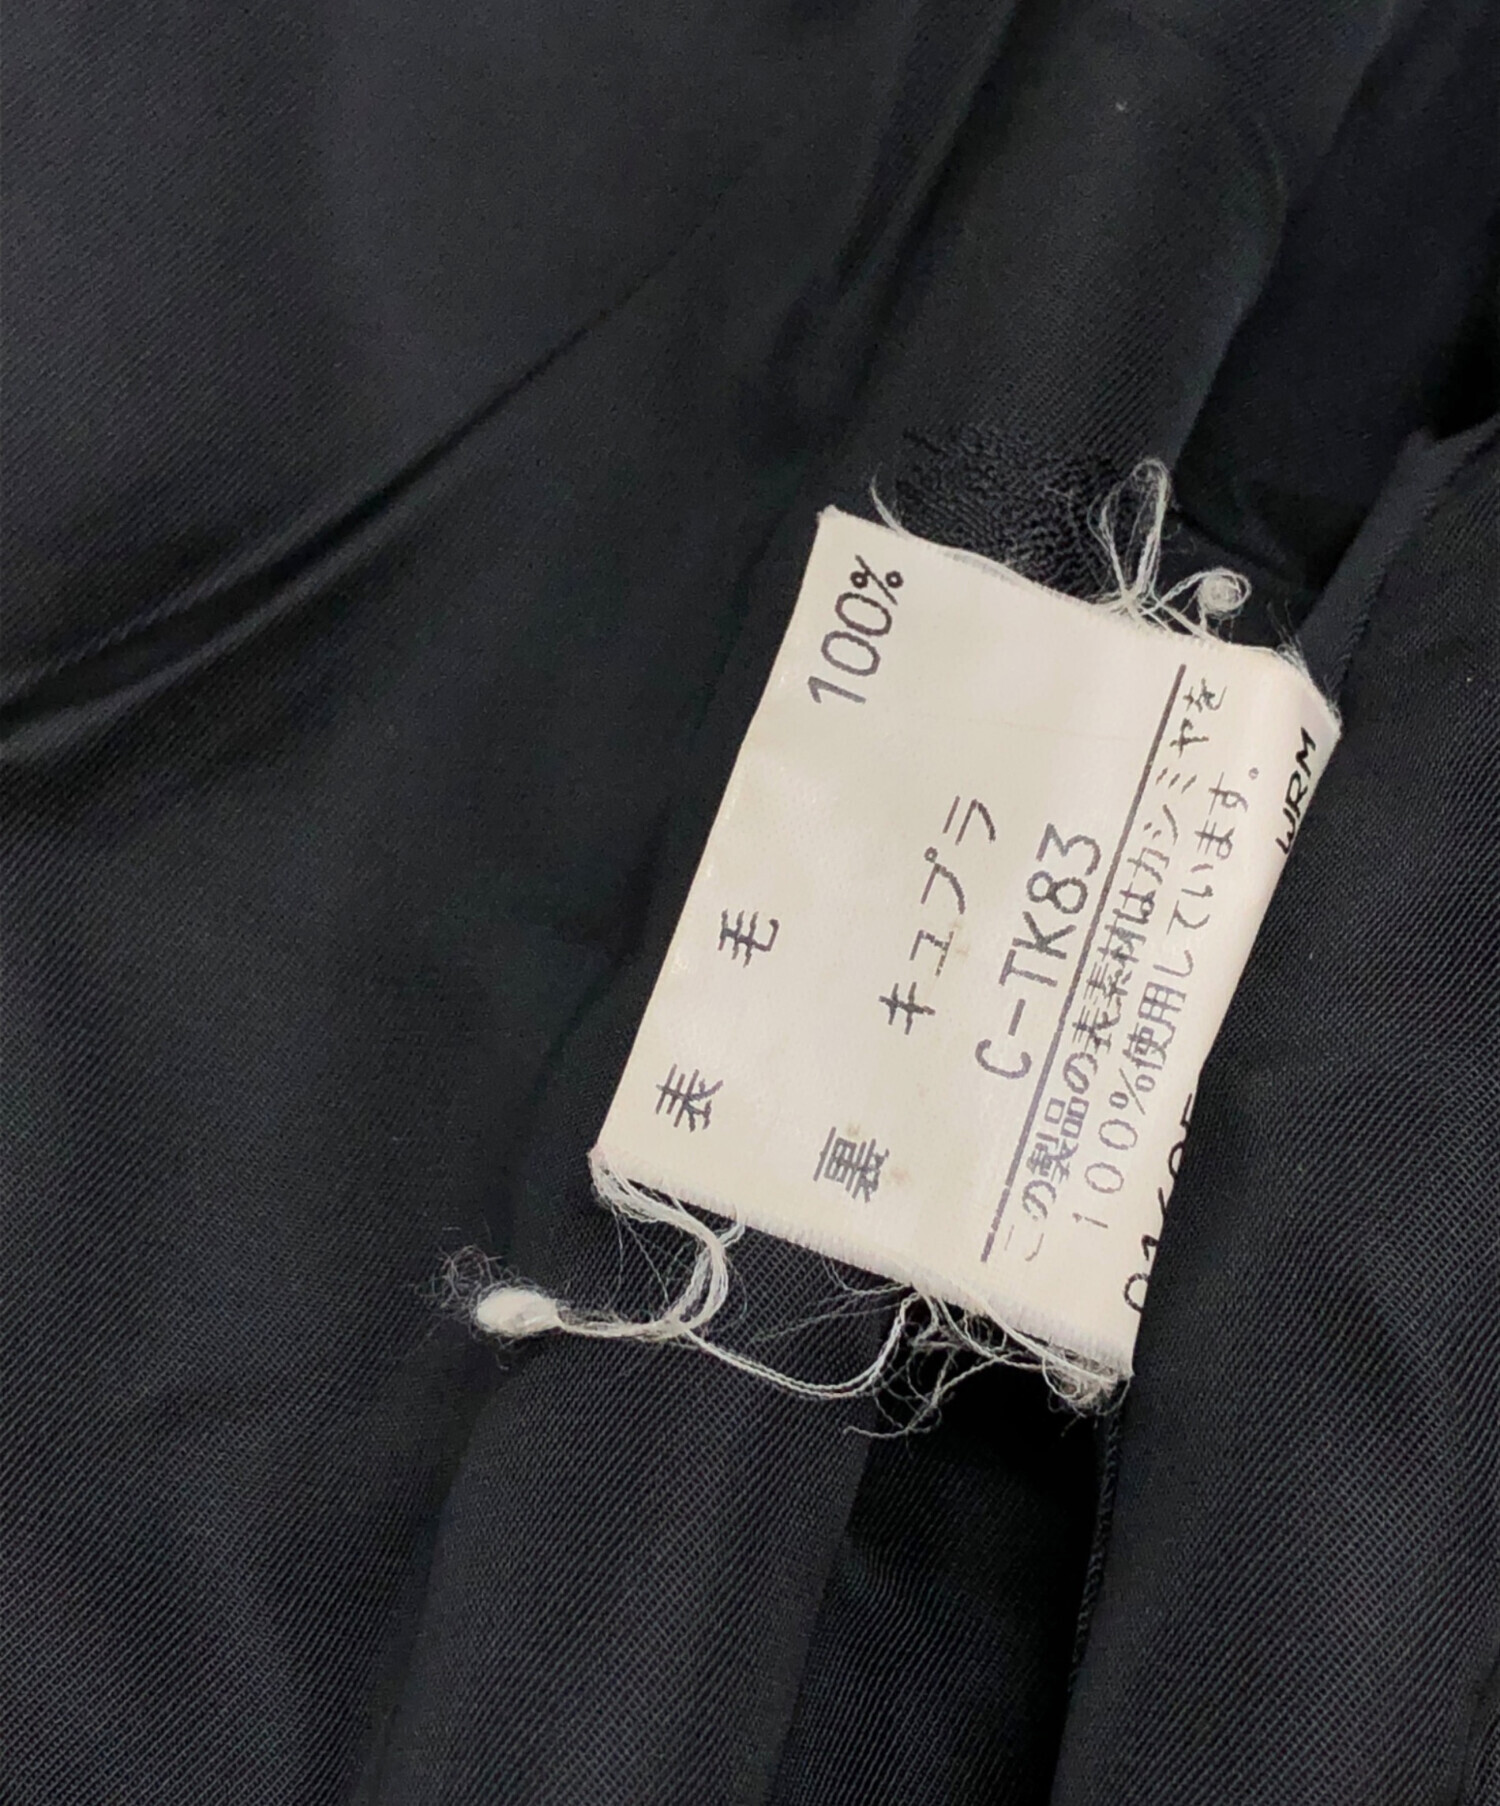 表 毛 100%
裏 キュプラ
C-TK83
この製品の表素材はカシミヤを
100%使用しています。
WRM